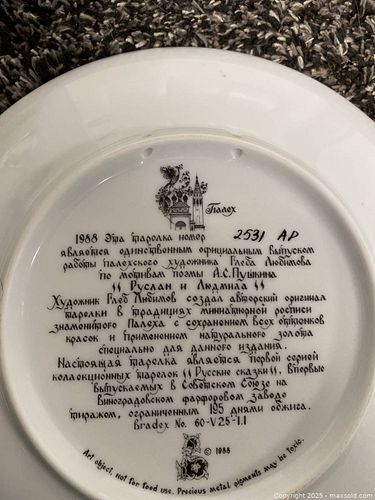 Палех
1988 Эта тарелка номер 2531 AP
является единственным официальным выпуском
работы палехского художника Глеба Любимова
по мотивам поэмы А.С.Пушкина
"Руслан и Людмила"
Художник Глеб Любимов создал авторский оригинал
тарелки в традициях миниатюрной росписи
знаменитого Палеха с сохранением всех оттенков
красок и применением натурального золота
специально для данного издания.
Настоящая тарелка является первой серией
коллекционных тарелок "Русские сказки". Впервые
выпускаемых в Советском Союзе на
Виноградовском фарфоровом заводе
тиражом, ограниченным 195 днями обжига.
Bradex No. 60-V25-1.1
© 1988
Art object, not for food use. Precious metal pigments may be toxic.
Copyright 2025 - maxsold.com